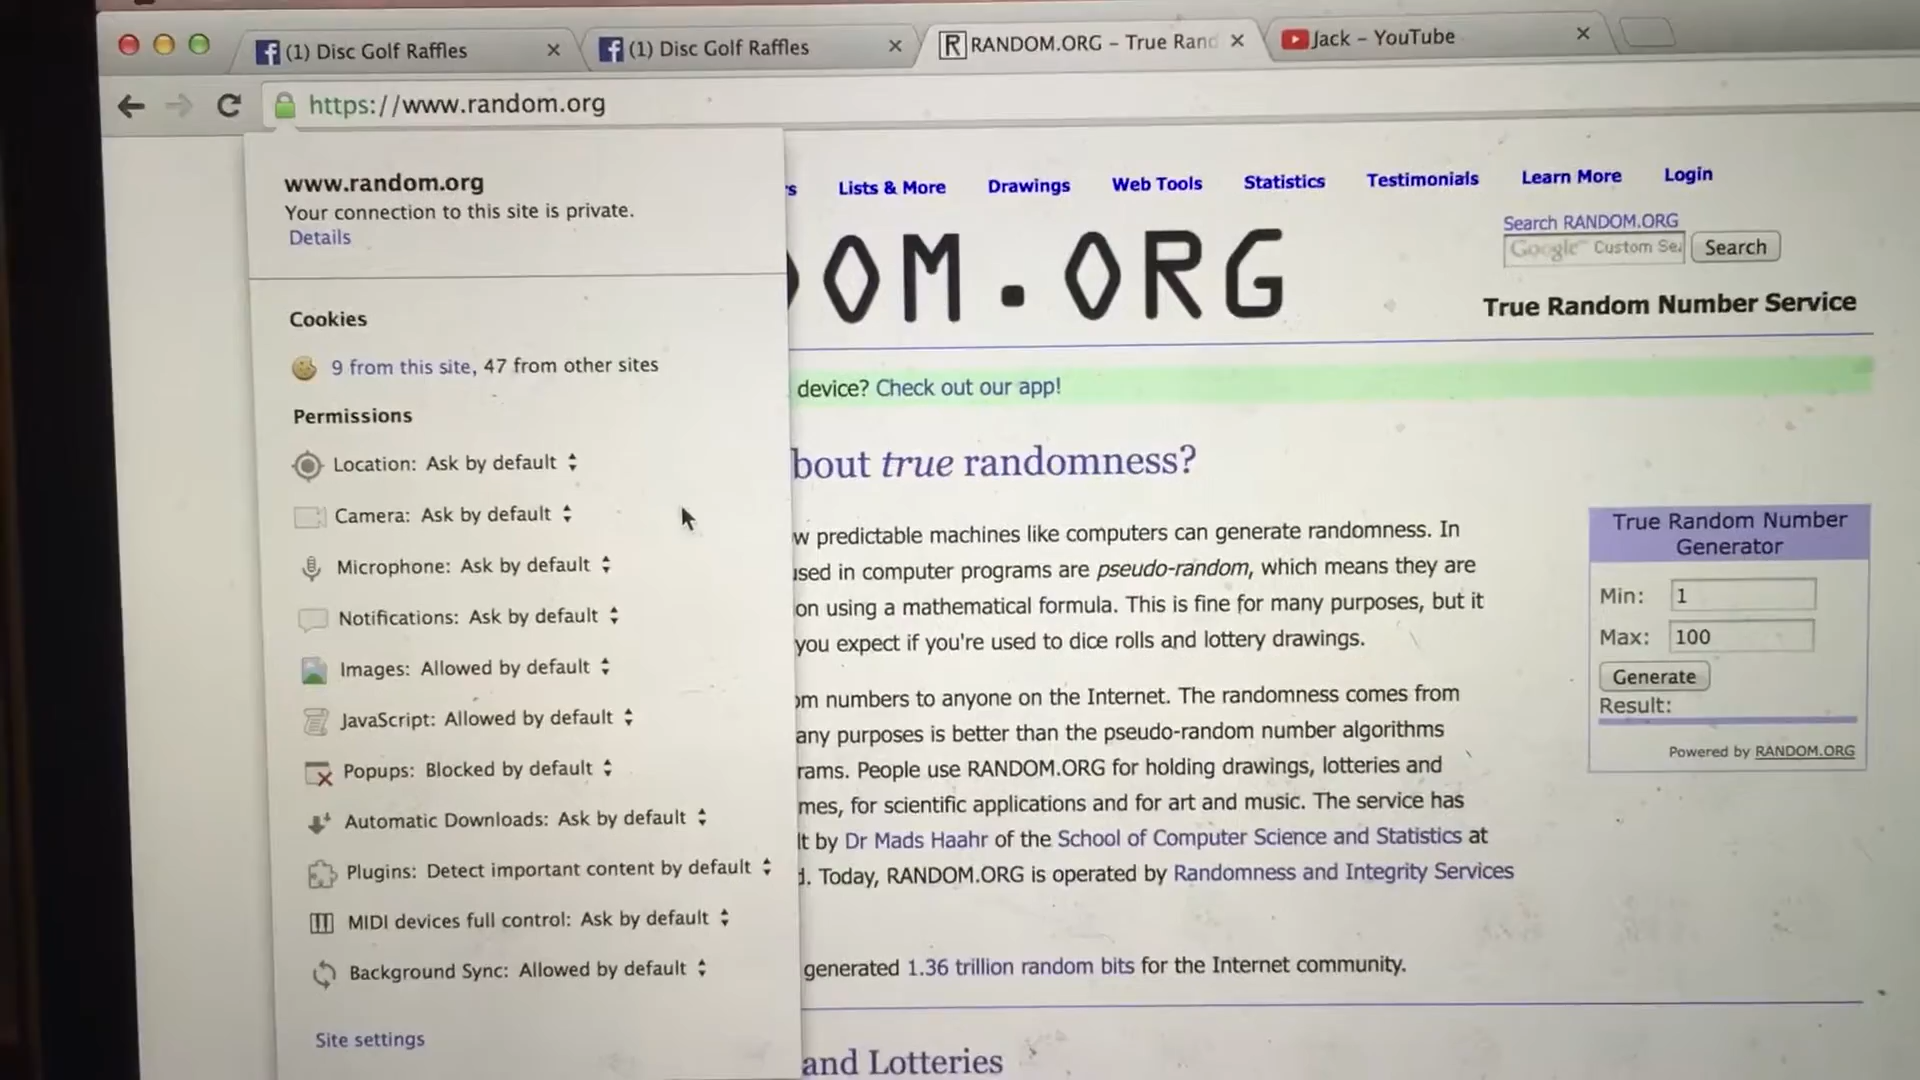 (1) Disc Golf Raffles
(1) Disc Golf Raffles
RANDOM.ORG - True Rand
Jack - YouTube
https://www.random.org
www.random.org
Your connection to this site is private.
Details
Cookies
9 from this site, 47 from other sites
Permissions
Location: Ask by default
Camera: Ask by default
Microphone: Ask by default
Notifications: Ask by default
Images: Allowed by default
JavaScript: Allowed by default
Popups: Blocked by default
Automatic Downloads: Ask by default
Plugins: Detect important content by default
MIDI devices full control: Ask by default
Background Sync: Allowed by default
Site settings
s Lists & More Drawings Web Tools Statistics Testimonials Learn More Login
Search RANDOM.ORG
Google™ Custom Sea Search
OM.ORG
True Random Number Service
device? Check out our app!
bout true randomness?
w predictable machines like computers can generate randomness. In
used in computer programs are pseudo-random, which means they are
on using a mathematical formula. This is fine for many purposes, but it
you expect if you're used to dice rolls and lottery drawings.
om numbers to anyone on the Internet. The randomness comes from
any purposes is better than the pseudo-random number algorithms
rams. People use RANDOM.ORG for holding drawings, lotteries and
mes, for scientific applications and for art and music. The service has
lt by Dr Mads Haahr of the School of Computer Science and Statistics at
d. Today, RANDOM.ORG is operated by Randomness and Integrity Services
generated 1.36 trillion random bits for the Internet community.
and Lotteries
True Random Number
Generator
Min: 1
Max: 100
Generate
Result:
Powered by RANDOM.ORG